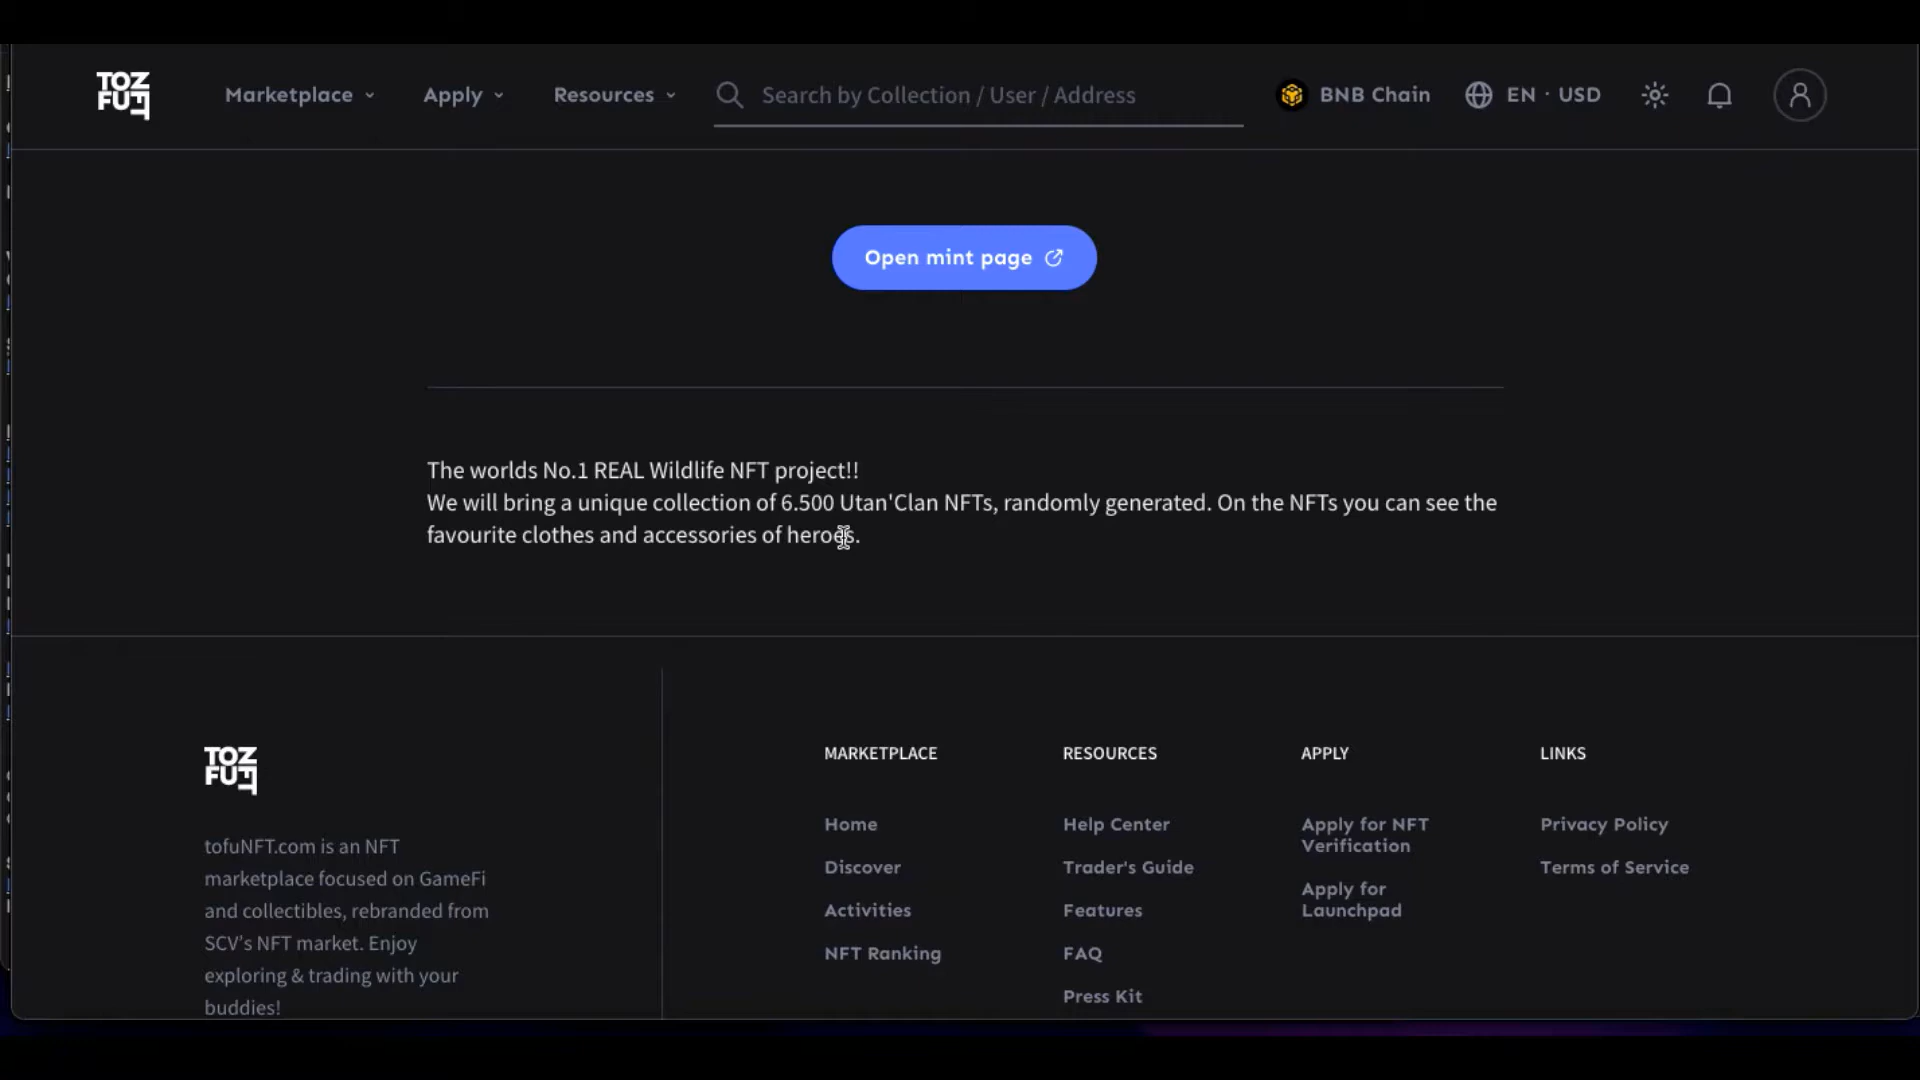 TOZ
FUF
Marketplace
Apply
Resources
Search by Collection / User / Address
BNB Chain
EN · USD
Open mint page
The worlds No.1 REAL Wildlife NFT project!!
We will bring a unique collection of 6.500 Utan'Clan NFTs, randomly generated. On the NFTs you can see the
favourite clothes and accessories of heroes.
TOZ
FUF
tofuNFT.com is an NFT
marketplace focused on GameFi
and collectibles, rebranded from
SCV's NFT market. Enjoy
exploring & trading with your
buddies!
MARKETPLACE
Home
Discover
Activities
NFT Ranking
RESOURCES
Help Center
Trader's Guide
Features
FAQ
Press Kit
APPLY
Apply for NFT
Verification
Apply for
Launchpad
LINKS
Privacy Policy
Terms of Service